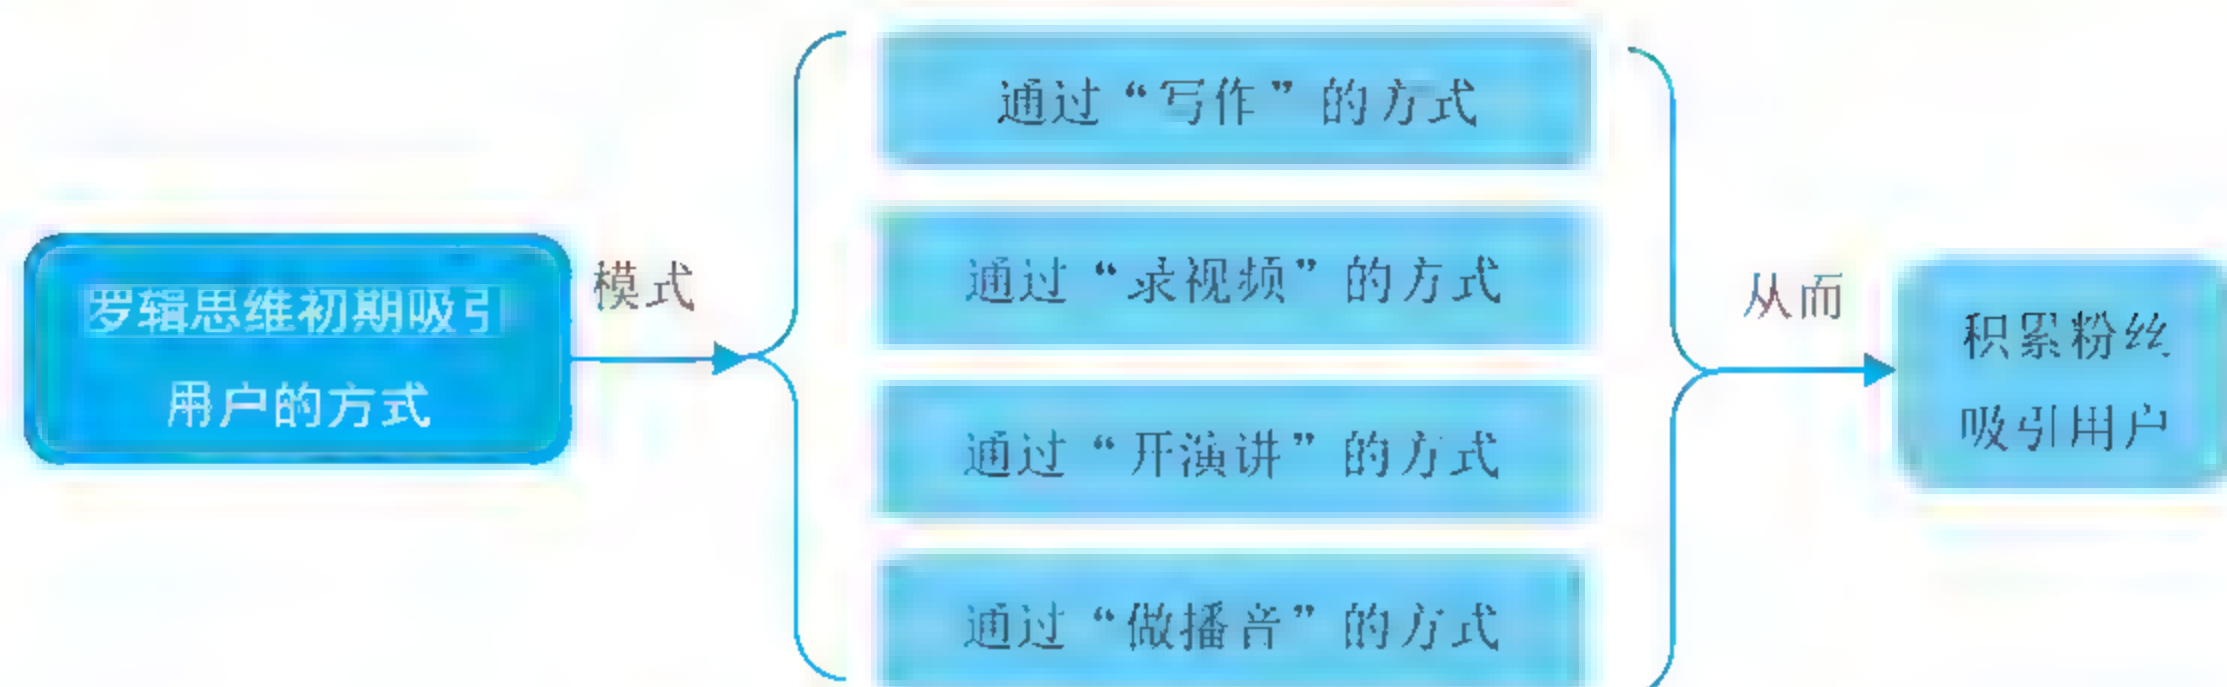 罗辑思维初期吸引
用户的方式
模式
通过“写作”的方式
通过“录视频”的方式
通过“开演讲”的方式
通过“做播音”的方式
从而
积累粉丝
吸引用户